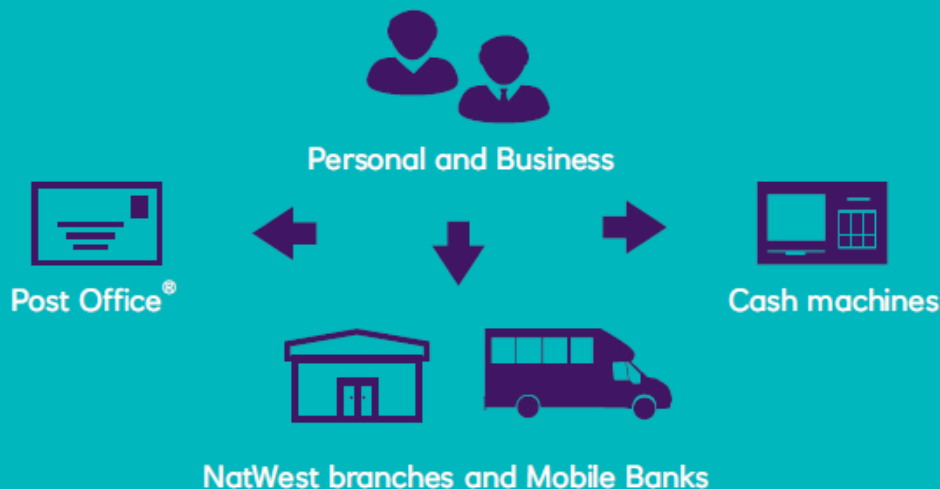 Personal and Business
Post Office®
Cash machines
NatWest branches and Mobile Banks